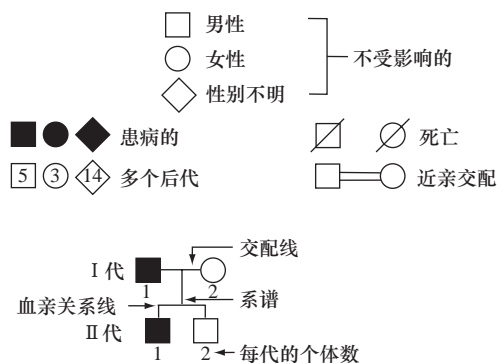 男性
女性
不受影响的
性别不明
患病的
死亡
5 3 14 多个后代
近亲交配
交配线
Ⅰ代
1 2
系谱
血亲关系线
Ⅱ代
1 2
每代的个体数